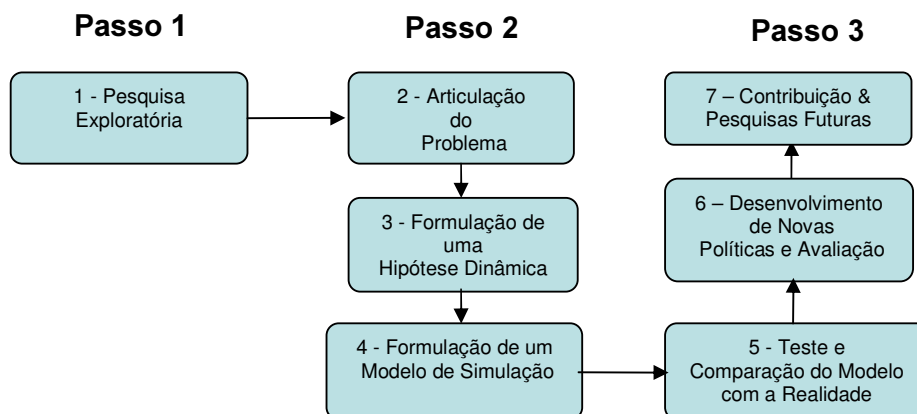 Passo 1
Passo 2
Passo 3
1 - Pesquisa
Exploratória
2 - Articulação
do
Problema
3 - Formulação de
uma
Hipótese Dinâmica
4 - Formulação de um
Modelo de Simulação
5 - Teste e
Comparação do Modelo
com a Realidade
6 – Desenvolvimento
de Novas
Políticas e Avaliação
7 – Contribuição &
Pesquisas Futuras